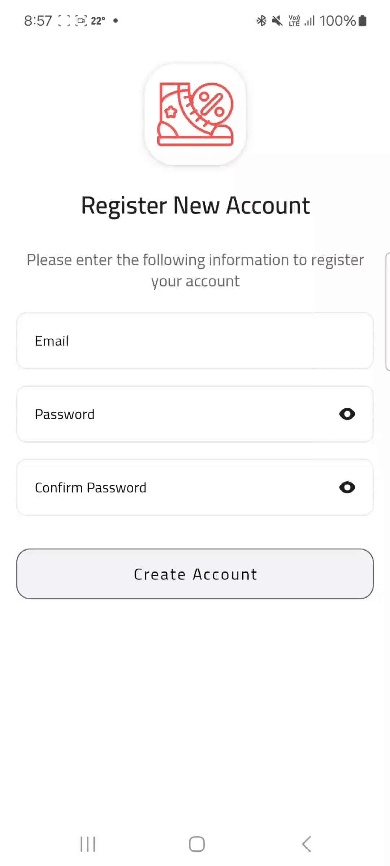 8:57 22° 100%
Register New Account
Please enter the following information to register
your account
Email
Password
Confirm Password
Create Account